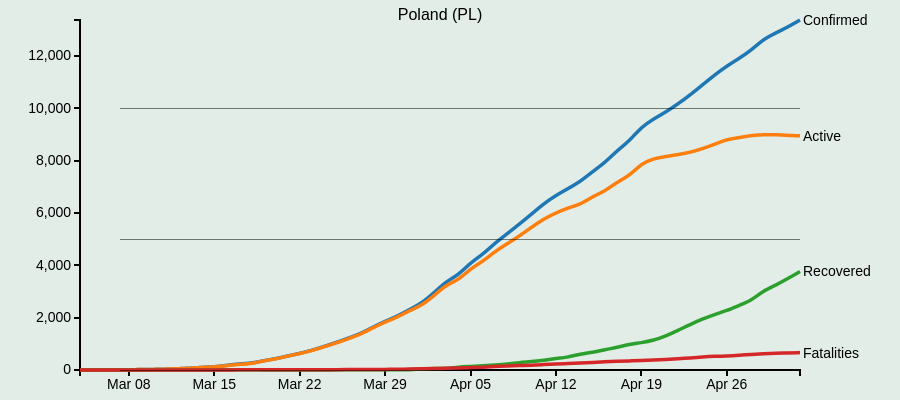 Poland (PL)
Confirmed
12,000
10,000
Active
8,000
6,000
4,000
Recovered
2,000
Fatalities
0
Mar 08 Mar 15 Mar 22 Mar 29 Apr 05 Apr 12 Apr 19 Apr 26